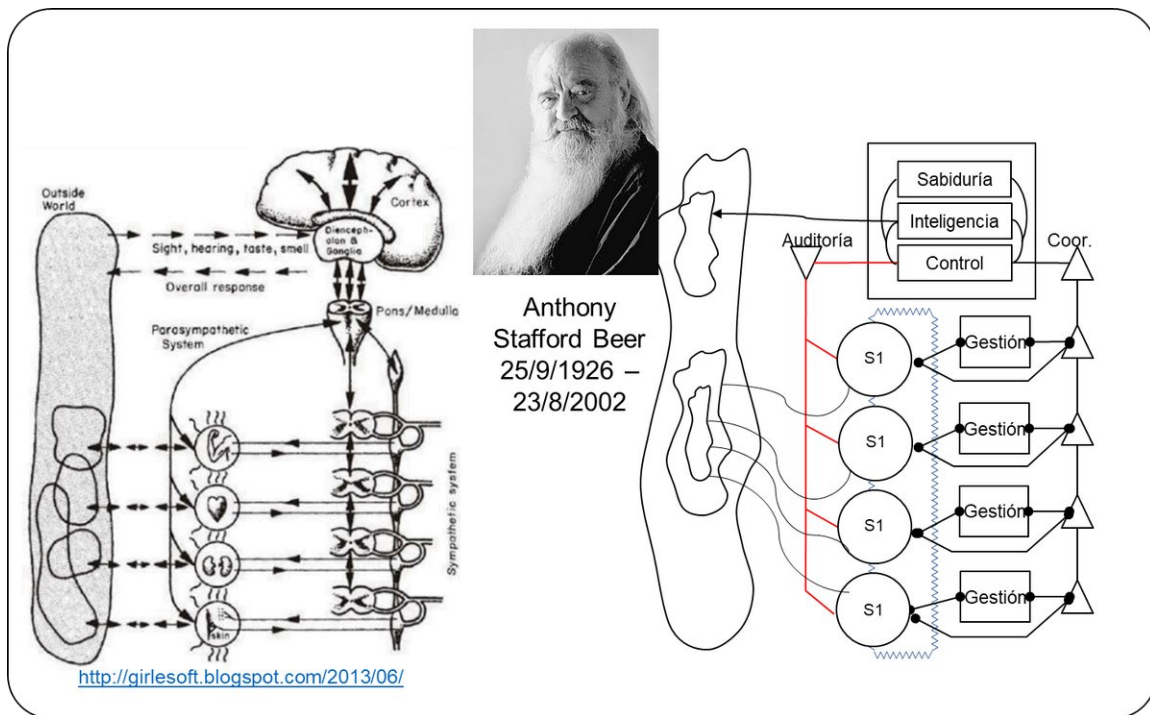 Outside
World
Sight, hearing, taste, smell
Overall response
Cortex
Dienceph-
alon &
Ganglia
Pons/Medulla
Parasympathetic
System
Sympathetic system
skin
http://girlesoft.blogspot.com/2013/06/
Anthony
Stafford Beer
25/9/1926 –
23/8/2002
Sabiduría
Inteligencia
Control
Auditoría
Coor.
S1
Gestión
S1
Gestión
S1
Gestión
S1
Gestión